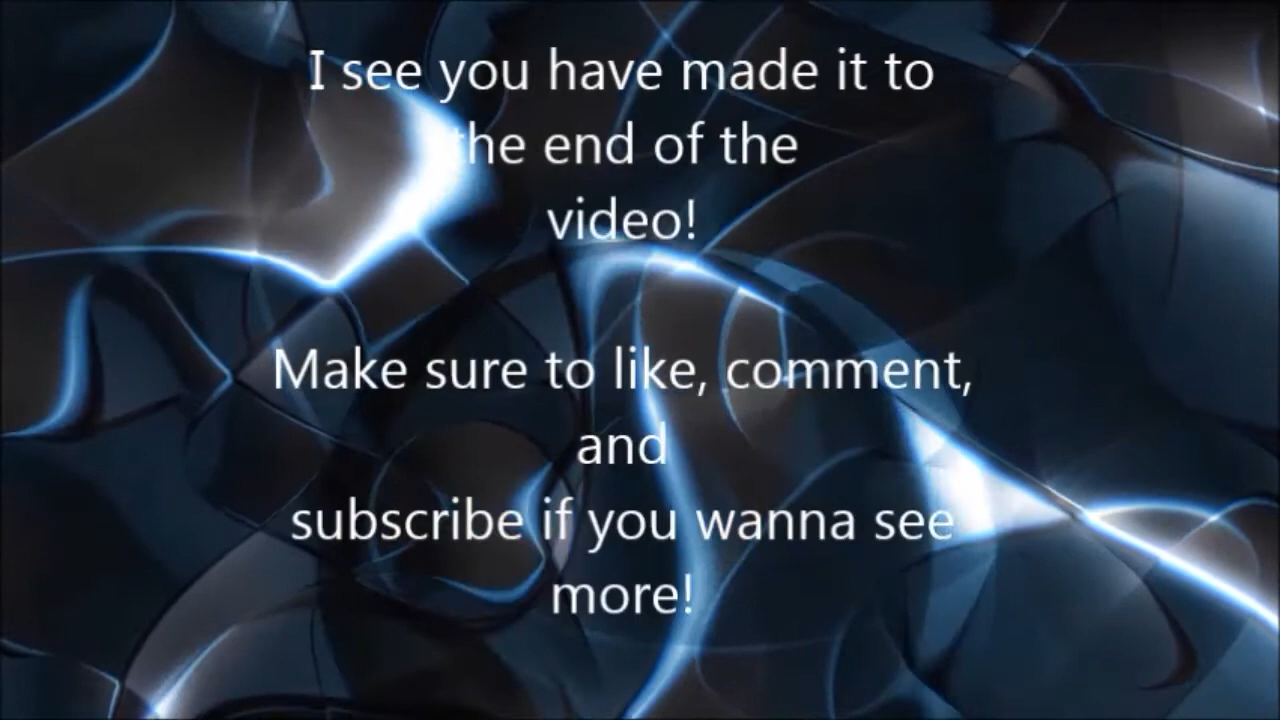 I see you have made it to
the end of the
video!
Make sure to like, comment,
and
subscribe if you wanna see
more!